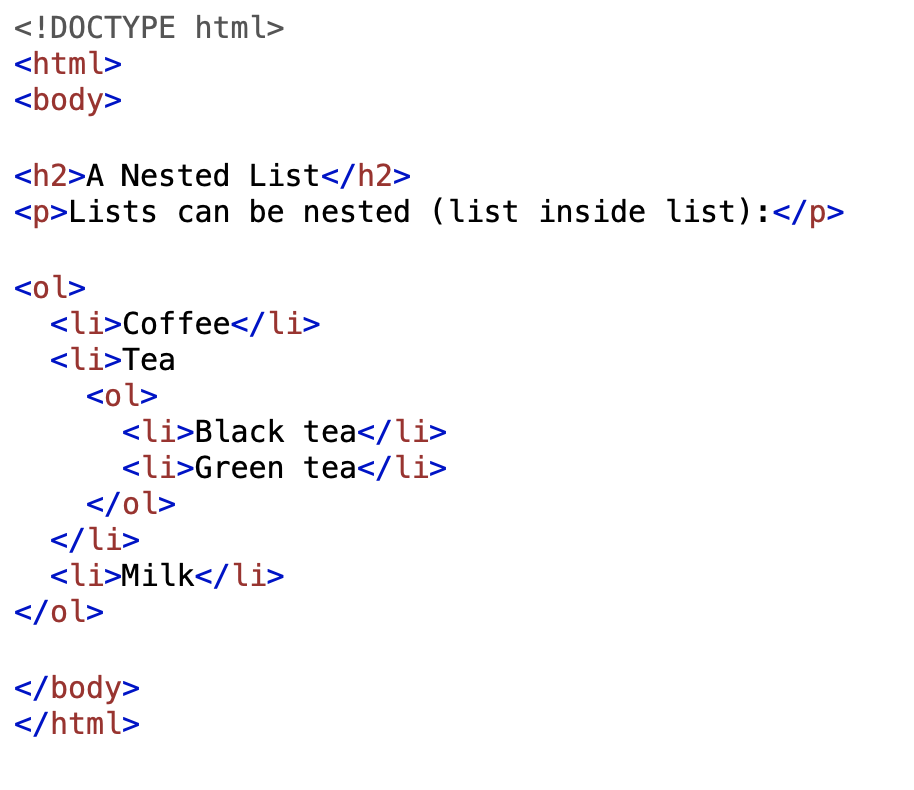 <!DOCTYPE html>
<html>
<body>

<h2>A Nested List</h2>
<p>Lists can be nested (list inside list):</p>

<ol>
  <li>Coffee</li>
  <li>Tea
    <ol>
      <li>Black tea</li>
      <li>Green tea</li>
    </ol>
  </li>
  <li>Milk</li>
</ol>

</body>
</html>